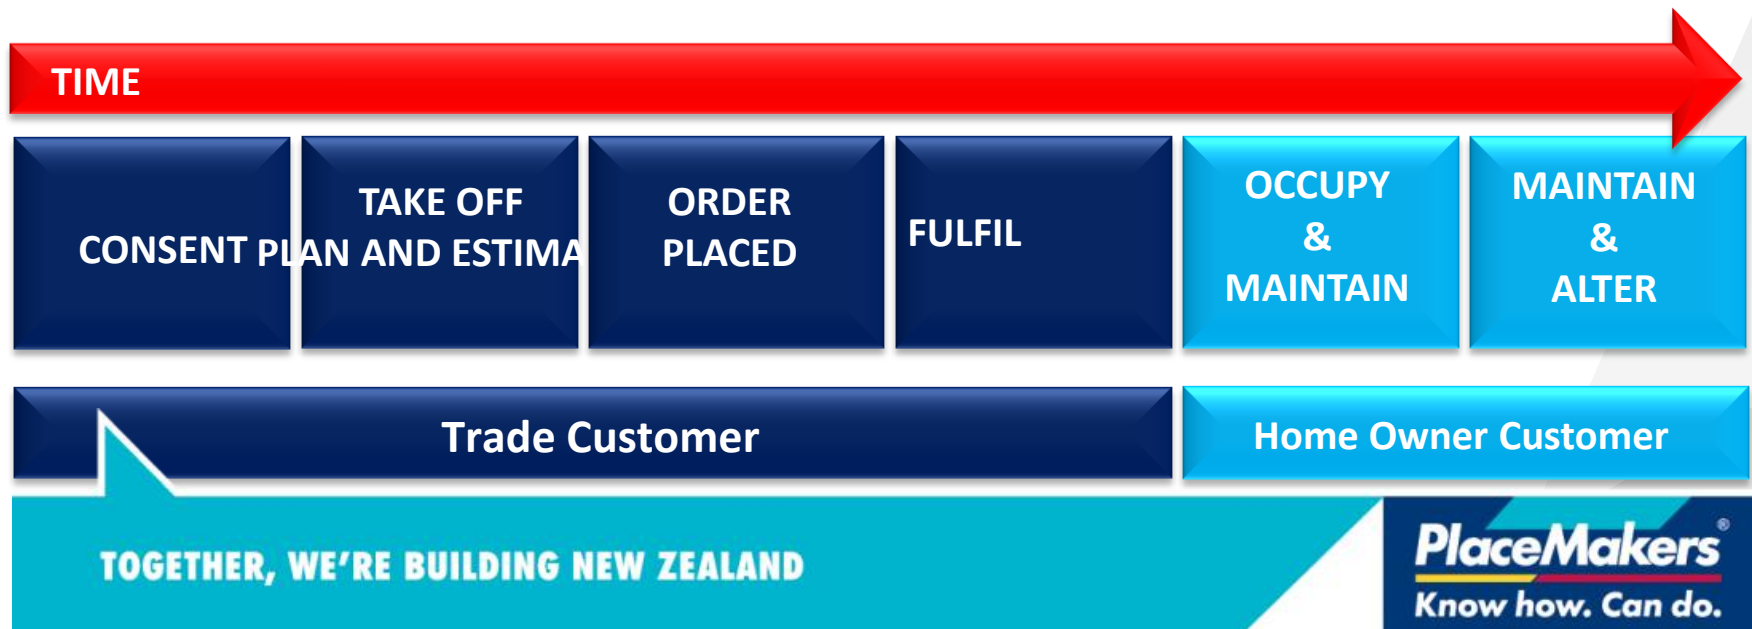 TIME
CONSENT
TAKE OFF
PLAN AND ESTIMA
ORDER
PLACED
FULFIL
OCCUPY
&
MAINTAIN
MAINTAIN
&
ALTER
Trade Customer
Home Owner Customer
TOGETHER, WE'RE BUILDING NEW ZEALAND
PlaceMakers®
Know how. Can do.